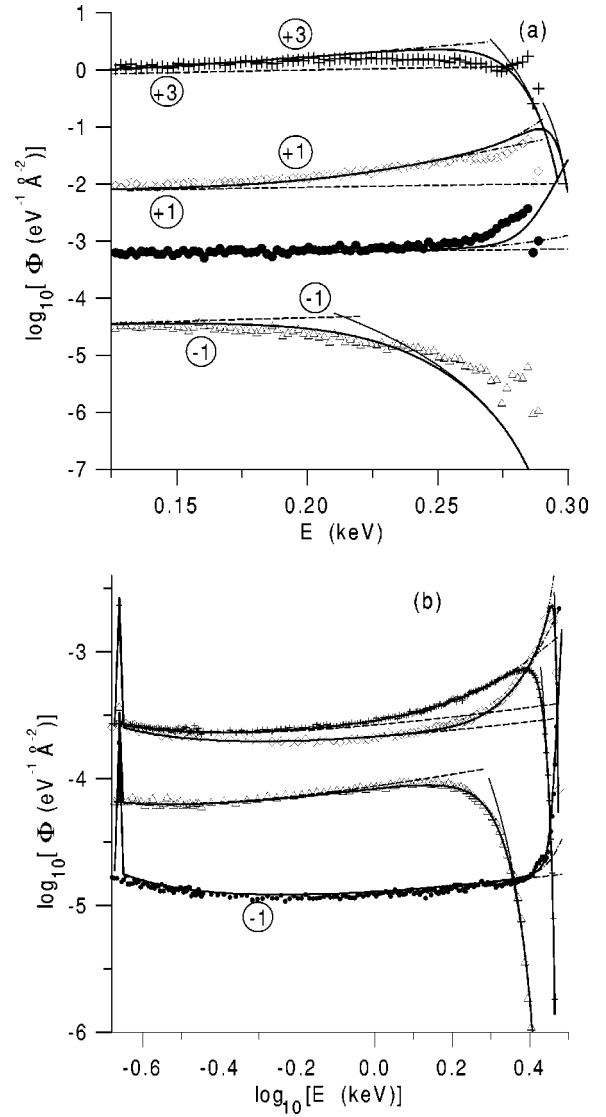 (a)
+3
+3
+1
+1
-1
-1
1
0
-1
-2
-3
-4
-5
-6
-7
log₁₀[ Φ (eV⁻¹ Å⁻²)]
0.15 0.20 0.25 0.30
E (keV)
(b)
-3
-4
-5
-6
-1
log₁₀[ Φ (eV⁻¹ Å⁻²)]
-0.6 -0.4 -0.2 0.0 0.2 0.4
log₁₀[E (keV)]